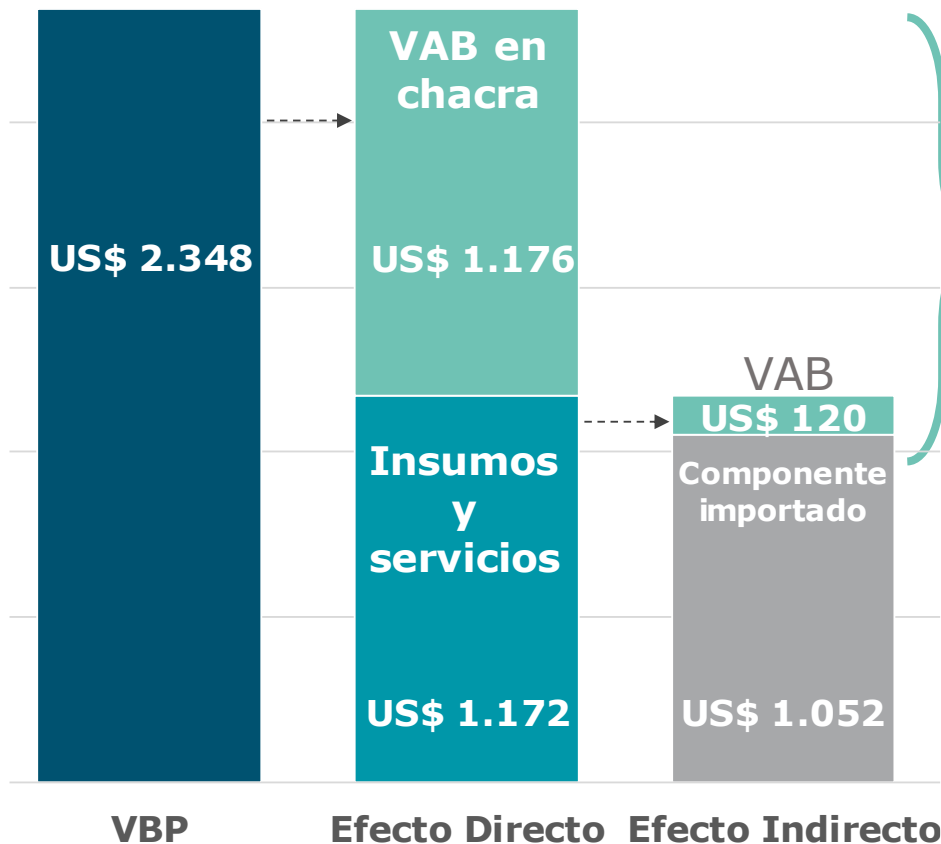 VAB en
chacra
US$ 2.348
US$ 1.176
VAB
US$ 120
Insumos
y
servicios
Componente
importado
US$ 1.172
US$ 1.052
VBP
Efecto Directo
Efecto Indirecto